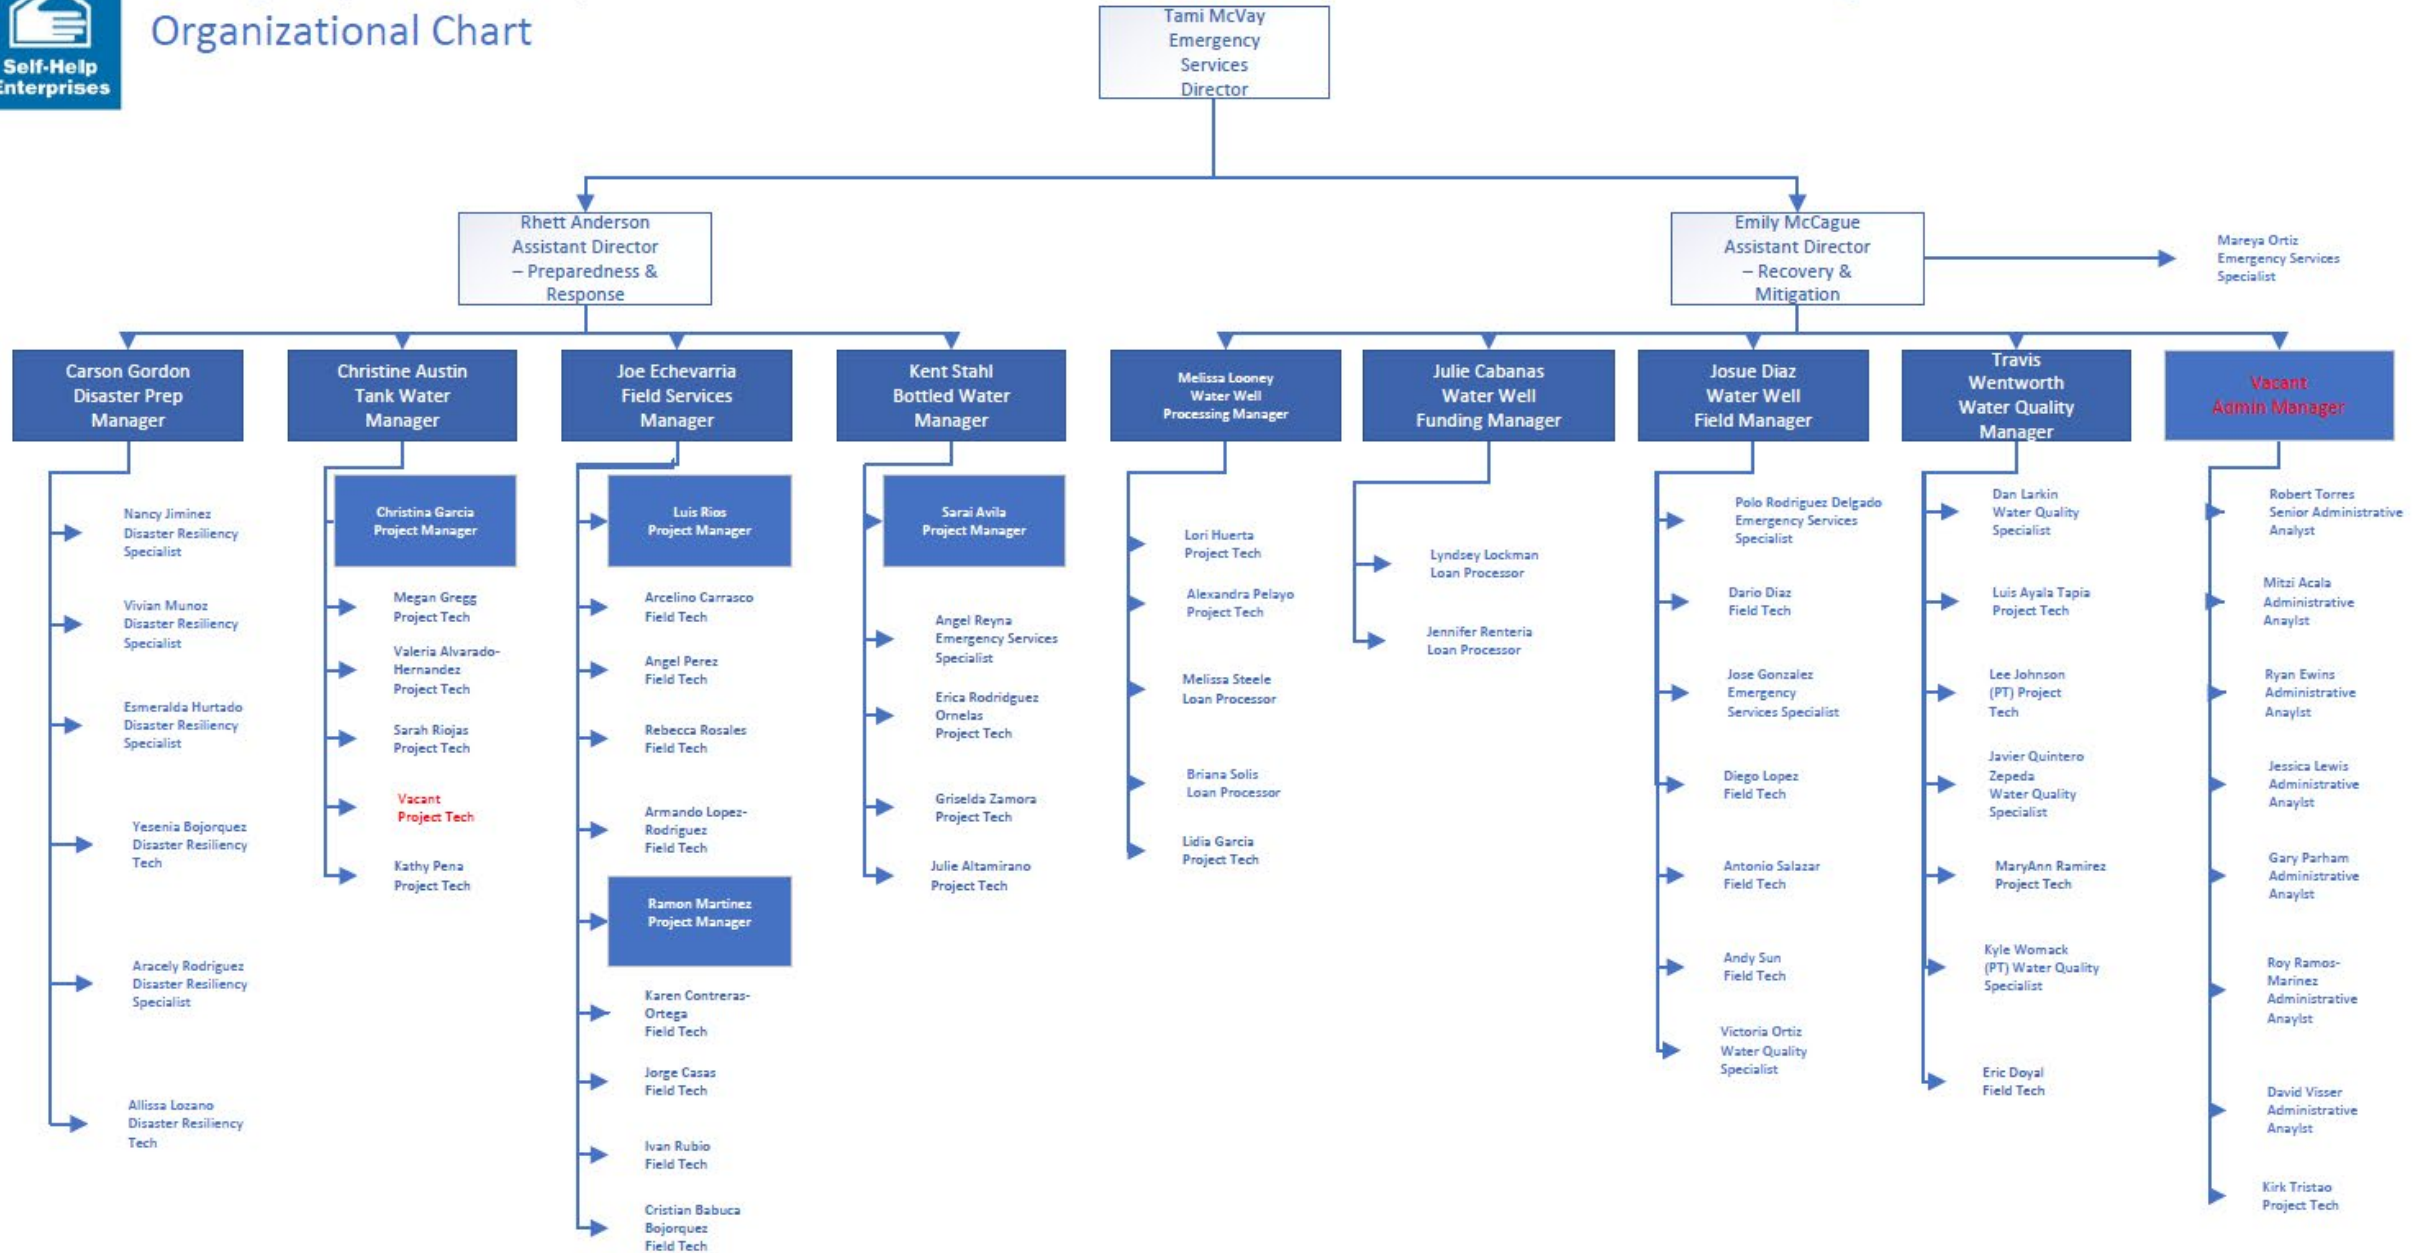 Self-Help
Enterprises
Organizational Chart
Tami McVay
Emergency
Services
Director
Rhett Anderson
Assistant Director
– Preparedness &
Response
Emily McCague
Assistant Director
– Recovery &
Mitigation
Mareya Ortiz
Emergency Services
Specialist
Carson Gordon
Disaster Prep
Manager
Nancy Jiminez
Disaster Resiliency
Specialist
Vivian Munoz
Disaster Resiliency
Specialist
Esmeralda Hurtado
Disaster Resiliency
Specialist
Yesenia Bojorquez
Disaster Resiliency
Tech
Aracely Rodriguez
Disaster Resiliency
Specialist
Allissa Lozano
Disaster Resiliency
Tech
Christine Austin
Tank Water
Manager
Christina Garcia
Project Manager
Megan Gregg
Project Tech
Valeria Alvarado-
Hernandez
Project Tech
Sarah Riojas
Project Tech
Vacant
Project Tech
Kathy Pena
Project Tech
Joe Echevarria
Field Services
Manager
Luis Rios
Project Manager
Arcelino Carrasco
Field Tech
Angel Perez
Field Tech
Rebecca Rosales
Field Tech
Armando Lopez-
Rodriguez
Field Tech
Ramon Martinez
Project Manager
Karen Contreras-
Ortega
Field Tech
Jorge Casas
Field Tech
Ivan Rubio
Field Tech
Cristian Babuca
Bojorquez
Field Tech
Kent Stahl
Bottled Water
Manager
Sarai Avila
Project Manager
Angel Reyna
Emergency Services
Specialist
Erica Rodridguez
Ornelas
Project Tech
Griselda Zamora
Project Tech
Julie Altamirano
Project Tech
Melissa Looney
Water Well
Processing Manager
Lori Huerta
Project Tech
Alexandra Pelayo
Project Tech
Melissa Steele
Loan Processor
Briana Solis
Loan Processor
Lidia Garcia
Project Tech
Julie Cabanas
Water Well
Funding Manager
Lyndsey Lockman
Loan Processor
Jennifer Renteria
Loan Processor
Josue Diaz
Water Well
Field Manager
Polo Rodriguez Delgado
Emergency Services
Specialist
Dario Diaz
Field Tech
Jose Gonzalez
Emergency
Services Specialist
Diego Lopez
Field Tech
Antonio Salazar
Field Tech
Andy Sun
Field Tech
Victoria Ortiz
Water Quality
Specialist
Travis
Wentworth
Water Quality
Manager
Dan Larkin
Water Quality
Specialist
Luis Ayala Tapia
Project Tech
Lee Johnson
(PT) Project
Tech
Javier Quintero
Zepeda
Water Quality
Specialist
MaryAnn Ramirez
Project Tech
Kyle Womack
(PT) Water Quality
Specialist
Eric Doyal
Field Tech
Vacant
Admin Manager
Robert Torres
Senior Administrative
Analyst
Mitzi Acala
Administrative
Anaylst
Ryan Ewins
Administrative
Anaylst
Jessica Lewis
Administrative
Anaylst
Gary Parham
Administrative
Anaylst
Roy Ramos-
Marinez
Administrative
Anaylst
David Visser
Administrative
Anaylst
Kirk Tristao
Project Tech